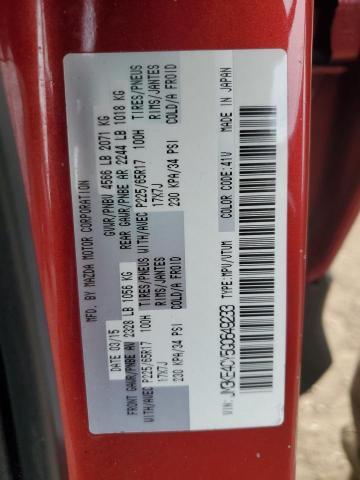 MFD. BY MAZDA MOTOR CORPORATION
DATE 03/15 GVWR/PNBV 4566 LB 2071 KG
FRONT GAWR/PNBE AV 2328 LB 1056 KG REAR GAWR/PNBE AR 2244 LB 1018 KG
WITH/AVEC P225/65R17 100H TIRES/PNEUS WITH/AVEC P225/65R17 100H TIRES/PNEUS
17X7J RIMS/JANTES 17X7J RIMS/JANTES
230 KPA/34 PSI COLD/A FROID 230 KPA/34 PSI COLD/A FROID
VIN: JM3KE4CY5G0649233 TYPE:MPV/VTUM COLOR CODE:41V MADE IN JAPAN